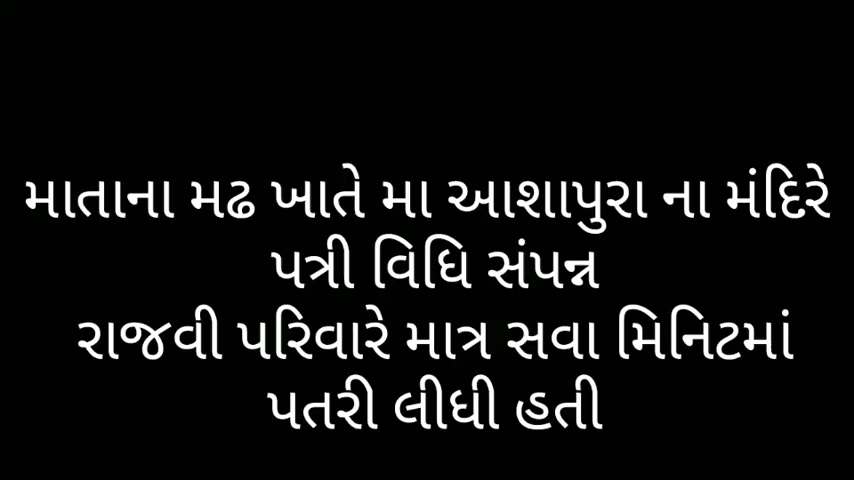 માતાના મઢ ખાતે મા આશાપુરા ના મંદિરે
પત્રી વિધિ સંપન્ન
રાજવી પરિવારે માત્ર સવા મિનિટમાં
પતરી લીધી હતી